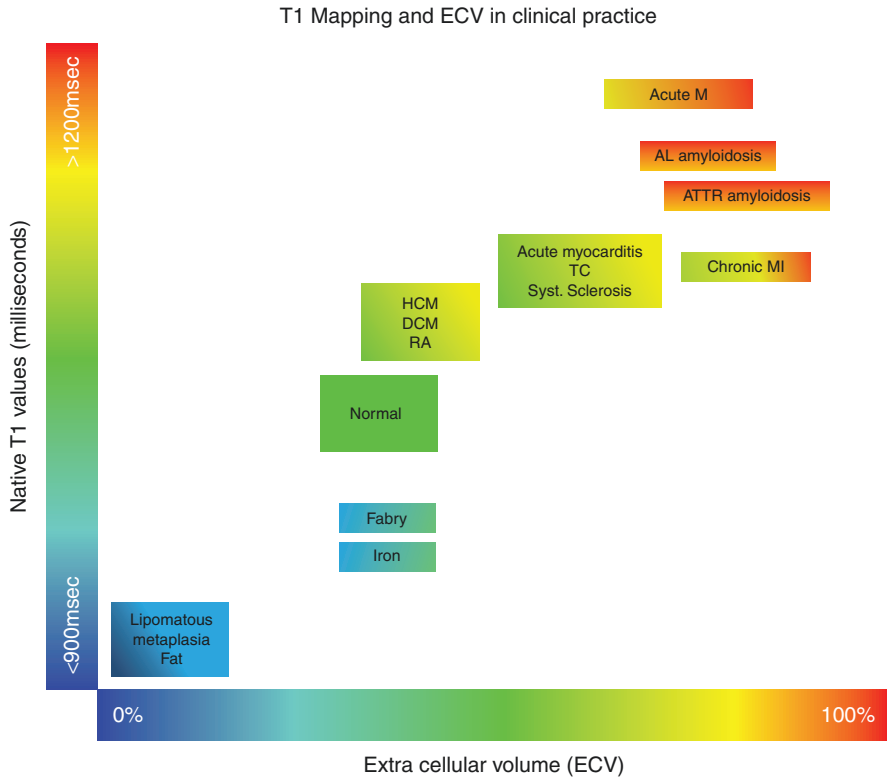 T1 Mapping and ECV in clinical practice
>1200msec
Native T1 values (milliseconds)
<900msec
Acute M
AL amyloidosis
ATTR amyloidosis
Acute myocarditis
TC
Syst. Sclerosis
Chronic MI
HCM
DCM
RA
Normal
Fabry
Iron
Lipomatous
metaplasia
Fat
0%
100%
Extra cellular volume (ECV)